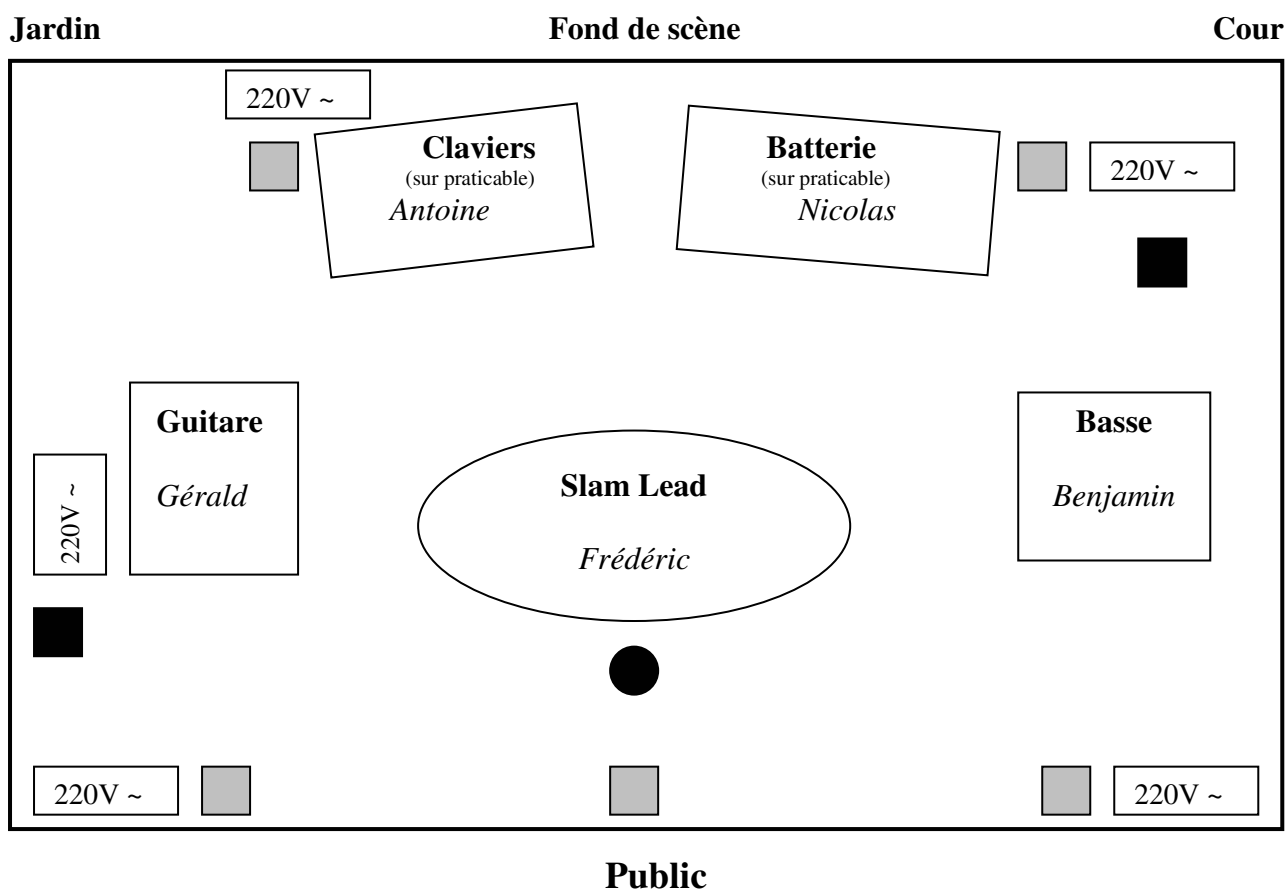 Jardin Fond de scène Cour
220V ~
Claviers
(sur praticable)
Antoine
Batterie
(sur praticable)
Nicolas
220V ~
Guitare
Gérald
220V ~
Slam Lead
Frédéric
Basse
Benjamin
220V ~
220V ~
Public